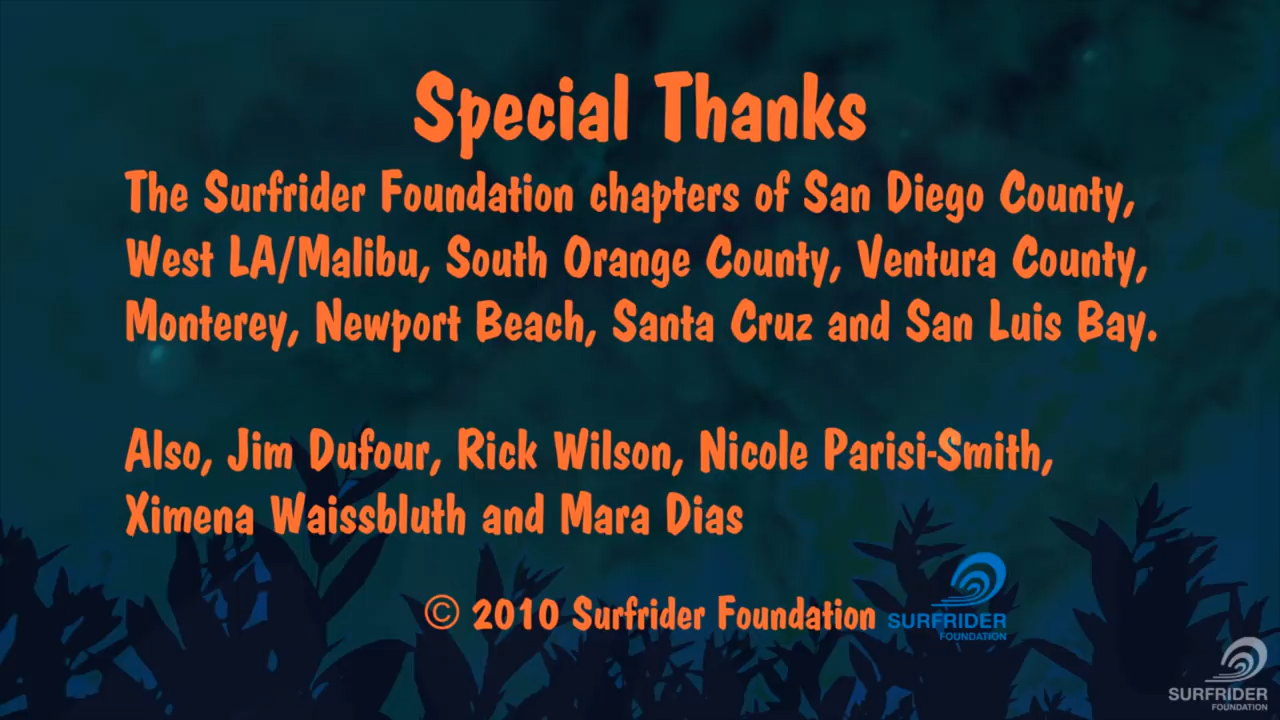 Special Thanks
The Surfrider Foundation chapters of San Diego County,
West LA/Malibu, South Orange County, Ventura County,
Monterey, Newport Beach, Santa Cruz and San Luis Bay.
Also, Jim Dufour, Rick Wilson, Nicole Parisi-Smith,
Ximena Waissbluth and Mara Dias
© 2010 Surfrider Foundation
SURFRIDER
FOUNDATION
SURFRIDER
FOUNDATION